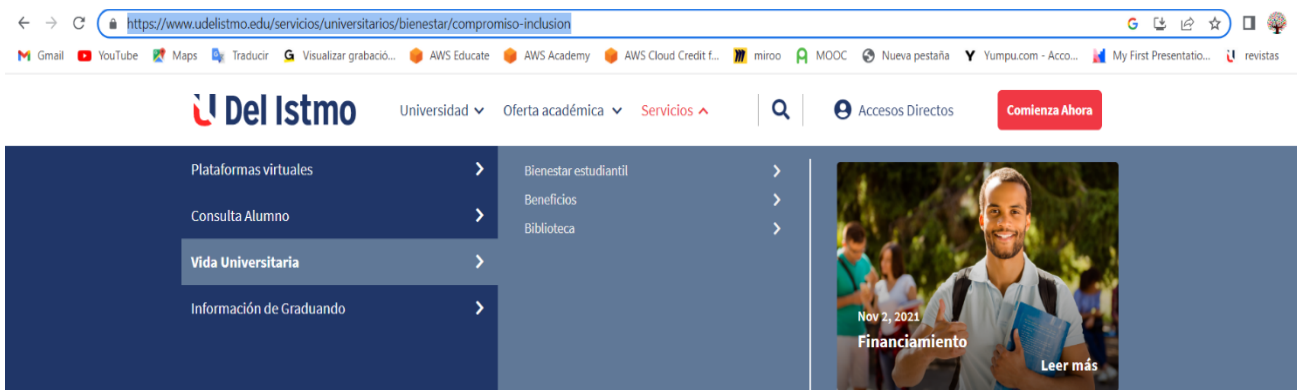 https://www.udelistmo.edu/servicios/universitarios/bienestar/compromiso-inclusion
Gmail YouTube Maps Traducir Visualizar grabació... AWS Educate AWS Academy AWS Cloud Credit f... miroo MOOC Nueva pestaña Yumpu.com - Acco... My First Presentatio... revistas
Del Istmo Universidad Oferta académica Servicios Accesos Directos Comienza Ahora
Plataformas virtuales
Consulta Alumno
Vida Universitaria
Información de Graduando
Bienestar estudiantil
Beneficios
Biblioteca
Nov 2, 2021
Financiamiento
Leer más